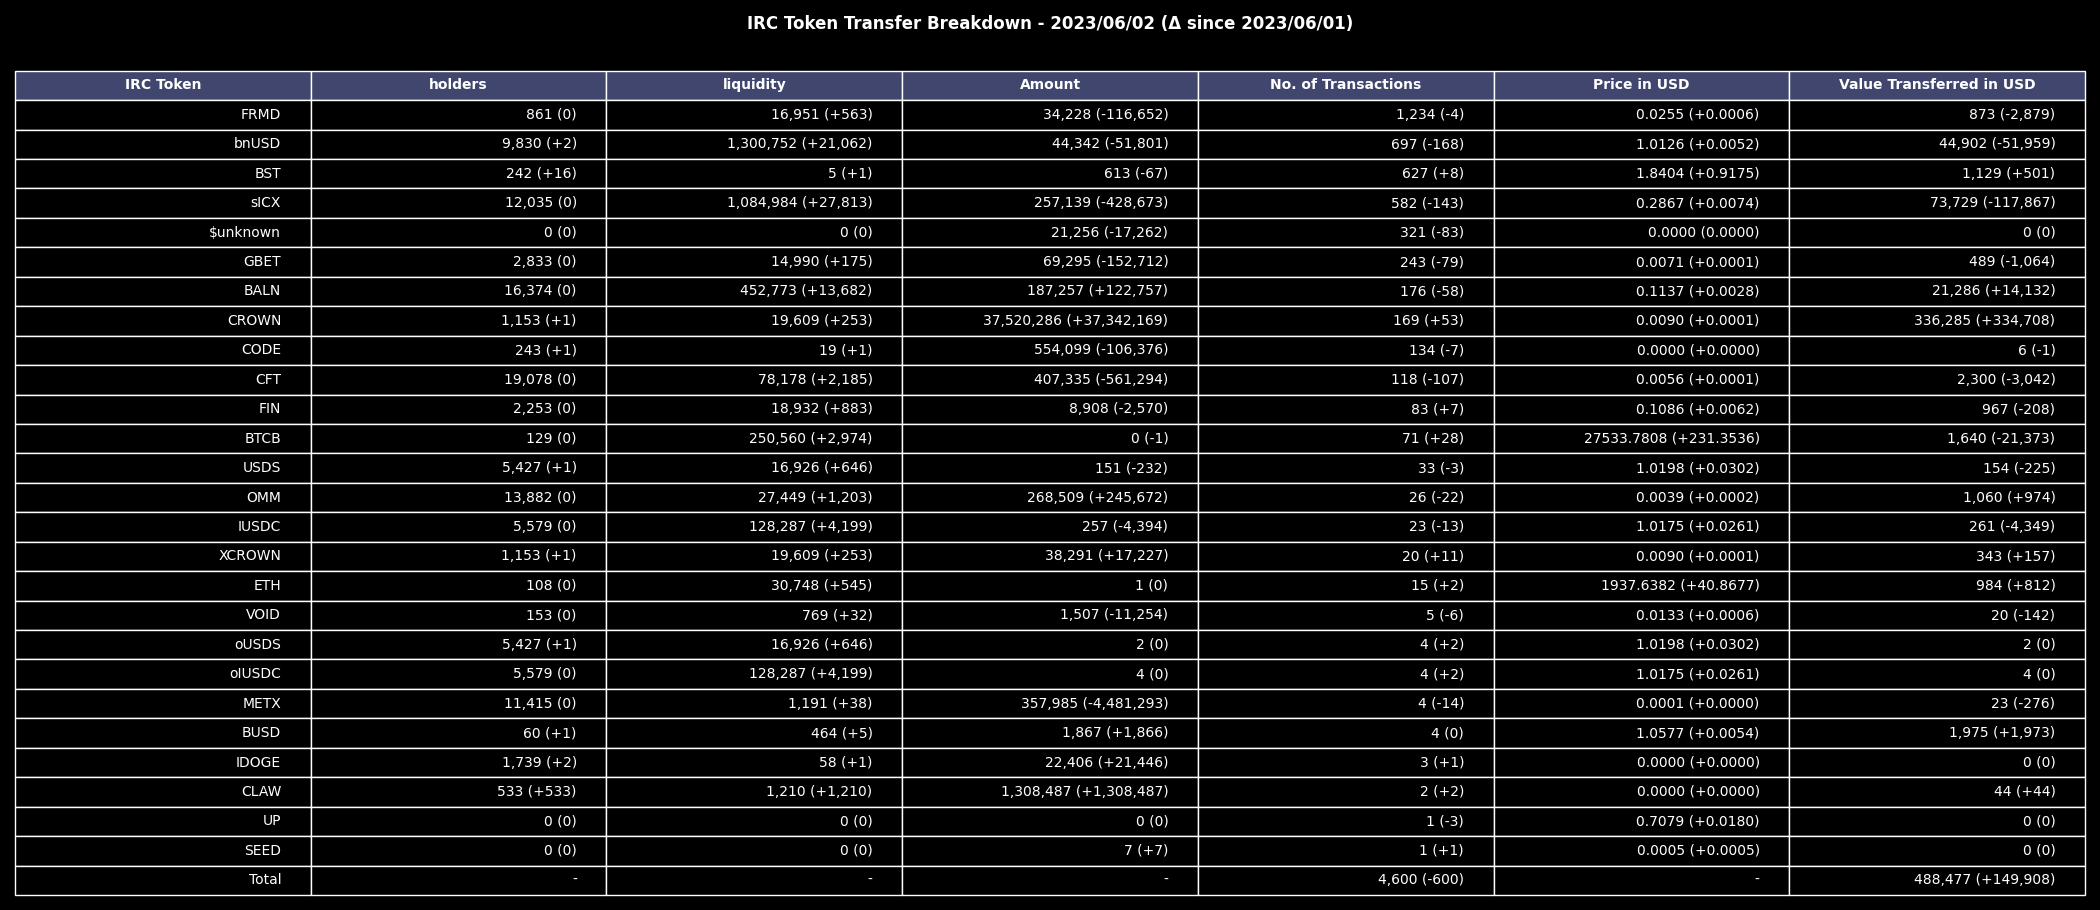 IRC Token Transfer Breakdown - 2023/06/02 (Δ since 2023/06/01)
IRC Token holders liquidity Amount No. of Transactions Price in USD Value Transferred in USD
FRMD 861 (0) 16,951 (+563) 34,228 (-116,652) 1,234 (-4) 0.0255 (+0.0006) 873 (-2,879)
bnUSD 9,830 (+2) 1,300,752 (+21,062) 44,342 (-51,801) 697 (-168) 1.0126 (+0.0052) 44,902 (-51,959)
BST 242 (+16) 5 (+1) 613 (-67) 627 (+8) 1.8404 (+0.9175) 1,129 (+501)
sICX 12,035 (0) 1,084,984 (+27,813) 257,139 (-428,673) 582 (-143) 0.2867 (+0.0074) 73,729 (-117,867)
$unknown 0 (0) 0 (0) 21,256 (-17,262) 321 (-83) 0.0000 (0.0000) 0 (0)
GBET 2,833 (0) 14,990 (+175) 69,295 (-152,712) 243 (-79) 0.0071 (+0.0001) 489 (-1,064)
BALN 16,374 (0) 452,773 (+13,682) 187,257 (+122,757) 176 (-58) 0.1137 (+0.0028) 21,286 (+14,132)
CROWN 1,153 (+1) 19,609 (+253) 37,520,286 (+37,342,169) 169 (+53) 0.0090 (+0.0001) 336,285 (+334,708)
CODE 243 (+1) 19 (+1) 554,099 (-106,376) 134 (-7) 0.0000 (+0.0000) 6 (-1)
CFT 19,078 (0) 78,178 (+2,185) 407,335 (-561,294) 118 (-107) 0.0056 (+0.0001) 2,300 (-3,042)
FIN 2,253 (0) 18,932 (+883) 8,908 (-2,570) 83 (+7) 0.1086 (+0.0062) 967 (-208)
BTCB 129 (0) 250,560 (+2,974) 0 (-1) 71 (+28) 27533.7808 (+231.3536) 1,640 (-21,373)
USDS 5,427 (+1) 16,926 (+646) 151 (-232) 33 (-3) 1.0198 (+0.0302) 154 (-225)
OMM 13,882 (0) 27,449 (+1,203) 268,509 (+245,672) 26 (-22) 0.0039 (+0.0002) 1,060 (+974)
IUSDC 5,579 (0) 128,287 (+4,199) 257 (-4,394) 23 (-13) 1.0175 (+0.0261) 261 (-4,349)
XCROWN 1,153 (+1) 19,609 (+253) 38,291 (+17,227) 20 (+11) 0.0090 (+0.0001) 343 (+157)
ETH 108 (0) 30,748 (+545) 1 (0) 15 (+2) 1937.6382 (+40.8677) 984 (+812)
VOID 153 (0) 769 (+32) 1,507 (-11,254) 5 (-6) 0.0133 (+0.0006) 20 (-142)
oUSDS 5,427 (+1) 16,926 (+646) 2 (0) 4 (+2) 1.0198 (+0.0302) 2 (0)
oIUSDC 5,579 (0) 128,287 (+4,199) 4 (0) 4 (+2) 1.0175 (+0.0261) 4 (0)
METX 11,415 (0) 1,191 (+38) 357,985 (-4,481,293) 4 (-14) 0.0001 (+0.0000) 23 (-276)
BUSD 60 (+1) 464 (+5) 1,867 (+1,866) 4 (0) 1.0577 (+0.0054) 1,975 (+1,973)
IDOGE 1,739 (+2) 58 (+1) 22,406 (+21,446) 3 (+1) 0.0000 (+0.0000) 0 (0)
CLAW 533 (+533) 1,210 (+1,210) 1,308,487 (+1,308,487) 2 (+2) 0.0000 (+0.0000) 44 (+44)
UP 0 (0) 0 (0) 0 (0) 1 (-3) 0.7079 (+0.0180) 0 (0)
SEED 0 (0) 0 (0) 7 (+7) 1 (+1) 0.0005 (+0.0005) 0 (0)
Total - - - 4,600 (-600) - 488,477 (+149,908)